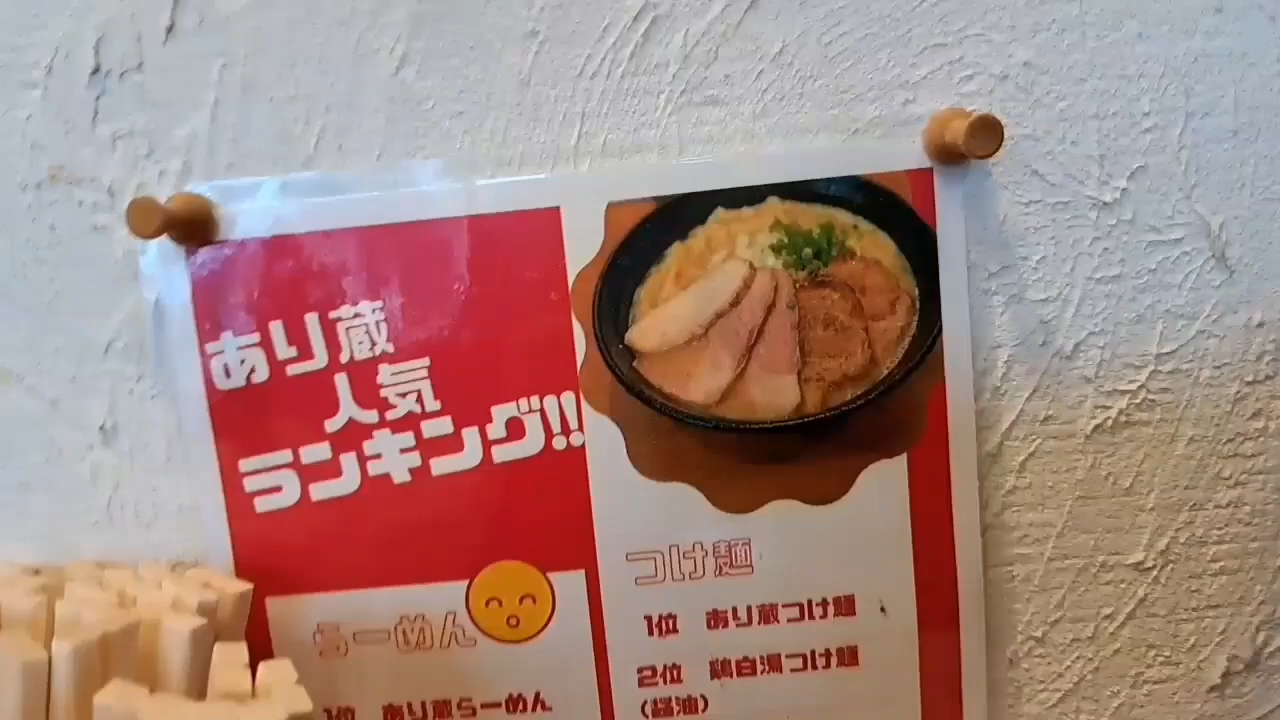 あり蔵
人気
ランキング!!
らーめん
1位 あり蔵らーめん
つけ麺
1位 あり蔵つけ麺
2位 鶏白湯つけ麺
(醤油)